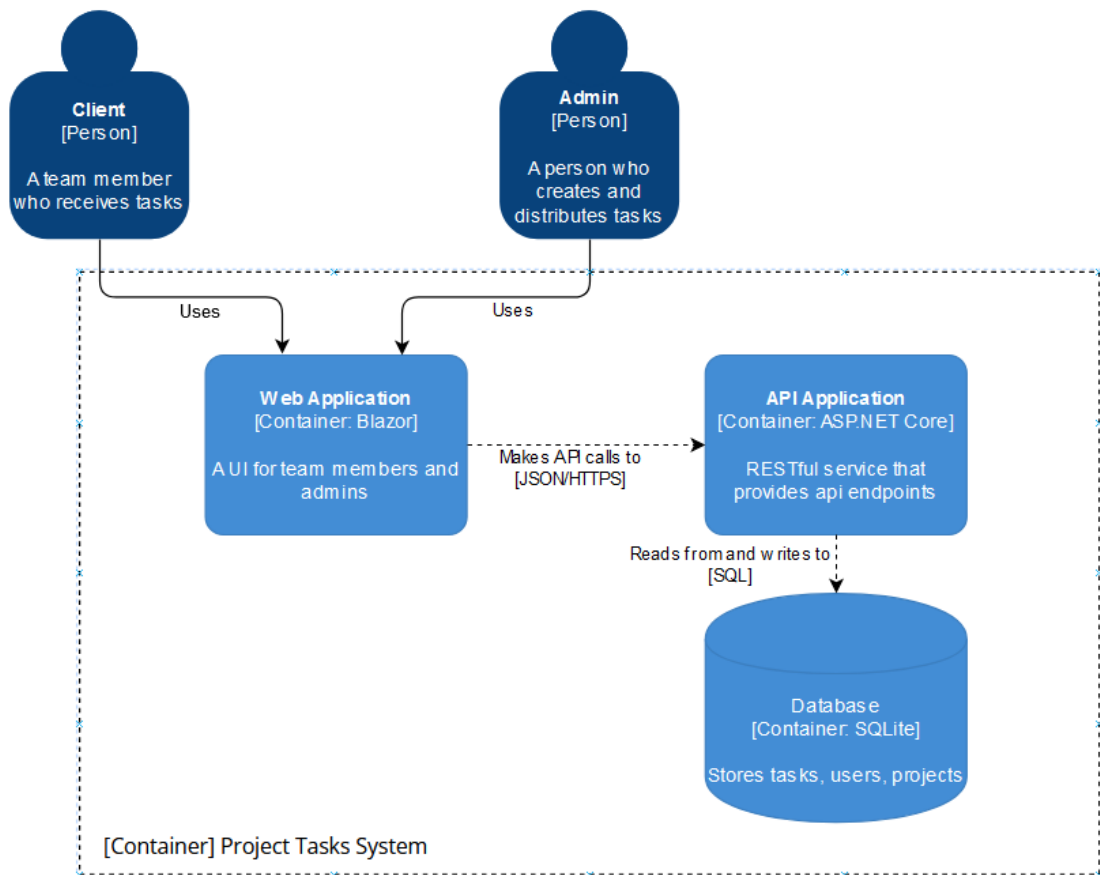 Client
[Person]
A team member
who receives tasks
Admin
[Person]
A person who
creates and
distributes tasks
Uses
Uses
Web Application
[Container: Blazor]
A UI for team members and
admins
Makes API calls to
[JSON/HTTPS]
API Application
[Container: ASP.NET Core]
RESTful service that
provides api endpoints
Reads from and writes to
[SQL]
Database
[Container: SQLite]
Stores tasks, users, projects
[Container] Project Tasks System